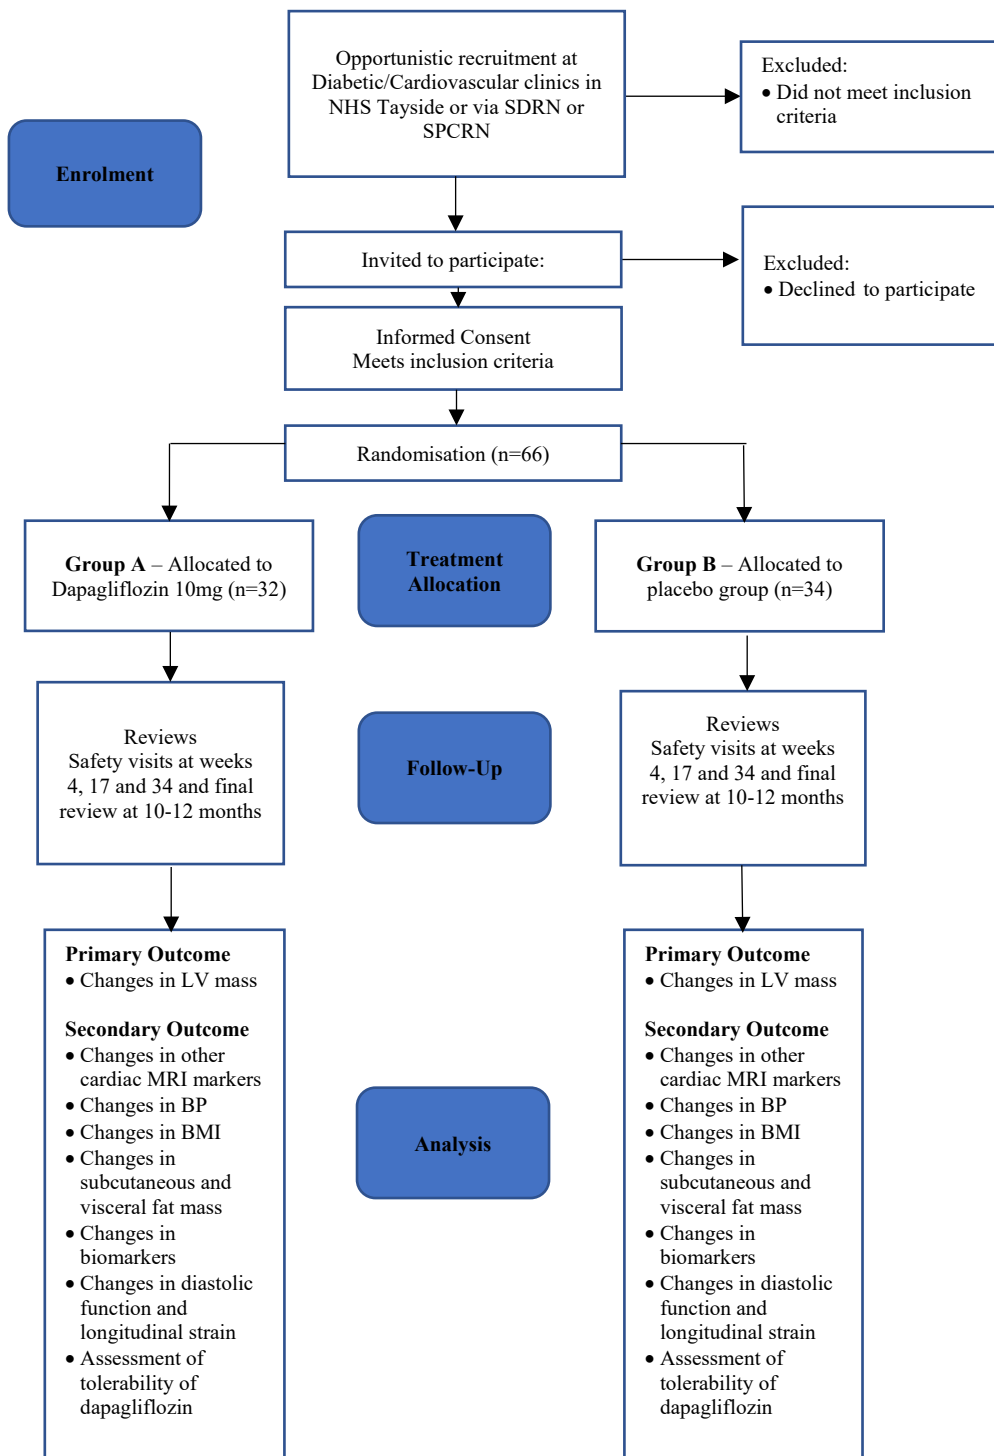 Opportunistic recruitment at
Diabetic/Cardiovascular clinics in
NHS Tayside or via SDRN or
SPCRN
Excluded:
• Did not meet inclusion
criteria
Enrolment
Invited to participate:
Excluded:
• Declined to participate
Informed Consent
Meets inclusion criteria
Randomisation (n=66)
Group A – Allocated to
Dapagliflozin 10mg (n=32)
Treatment
Allocation
Group B – Allocated to
placebo group (n=34)
Reviews
Safety visits at weeks
4, 17 and 34 and final
review at 10-12 months
Follow-Up
Reviews
Safety visits at weeks
4, 17 and 34 and final
review at 10-12 months
Primary Outcome
• Changes in LV mass
Secondary Outcome
• Changes in other
cardiac MRI markers
• Changes in BP
• Changes in BMI
• Changes in
subcutaneous and
visceral fat mass
• Changes in
biomarkers
• Changes in diastolic
function and
longitudinal strain
• Assessment of
tolerability of
dapagliflozin
Analysis
Primary Outcome
• Changes in LV mass
Secondary Outcome
• Changes in other
cardiac MRI markers
• Changes in BP
• Changes in BMI
• Changes in
subcutaneous and
visceral fat mass
• Changes in
biomarkers
• Changes in diastolic
function and
longitudinal strain
• Assessment of
tolerability of
dapagliflozin